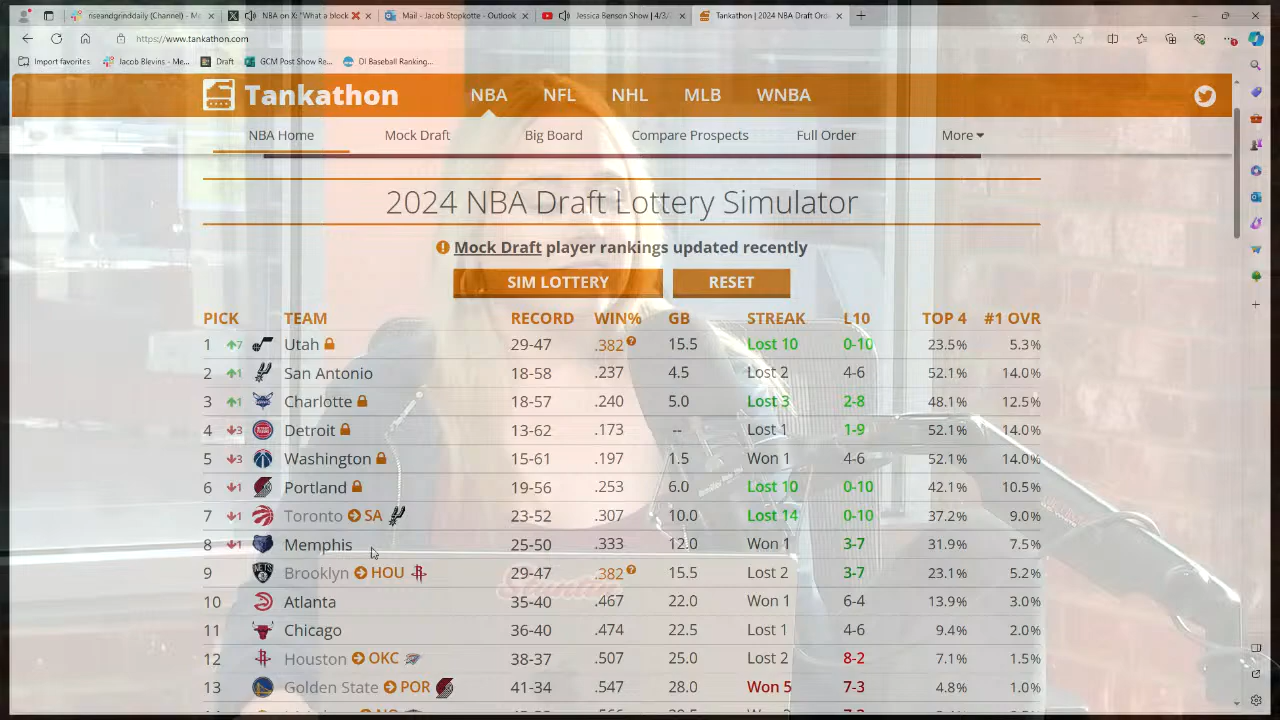 riseandgrinddaily (Channel) - M
NBA on X: "What a block
Mail - Jacob Stopkotte - Outlook
Jessica Benson Show | 4/3/
Tankathon | 2024 NBA Draft Ord
https://www.tankathon.com
Import favorites
Jacob Blevins - Me...
Draft
GCM Post Show Re...
DI Baseball Ranking...
Tankathon
NBA NFL NHL MLB WNBA
NBA Home Mock Draft Big Board Compare Prospects Full Order More
2024 NBA Draft Lottery Simulator
Mock Draft player rankings updated recently
SIM LOTTERY RESET
PICK TEAM RECORD WIN% GB STREAK L10 TOP 4 #1 OVR
1 7 Utah 29-47 .382 15.5 Lost 10 0-10 23.5% 5.3%
2 1 San Antonio 18-58 .237 4.5 Lost 2 4-6 52.1% 14.0%
3 1 Charlotte 18-57 .240 5.0 Lost 3 2-8 48.1% 12.5%
4 3 Detroit 13-62 .173 -- Lost 1 1-9 52.1% 14.0%
5 3 Washington 15-61 .197 1.5 Won 1 4-6 52.1% 14.0%
6 1 Portland 19-56 .253 6.0 Lost 10 0-10 42.1% 10.5%
7 1 Toronto SA 23-52 .307 10.0 Lost 14 0-10 37.2% 9.0%
8 1 Memphis 25-50 .333 12.0 Won 1 3-7 31.9% 7.5%
9 Brooklyn HOU 29-47 .382 15.5 Lost 2 3-7 23.1% 5.2%
10 Atlanta 35-40 .467 22.0 Won 1 6-4 13.9% 3.0%
11 Chicago 36-40 .474 22.5 Lost 1 4-6 9.4% 2.0%
12 Houston OKC 38-37 .507 25.0 Lost 2 8-2 7.1% 1.5%
13 Golden State POR 41-34 .547 28.0 Won 5 7-3 4.8% 1.0%